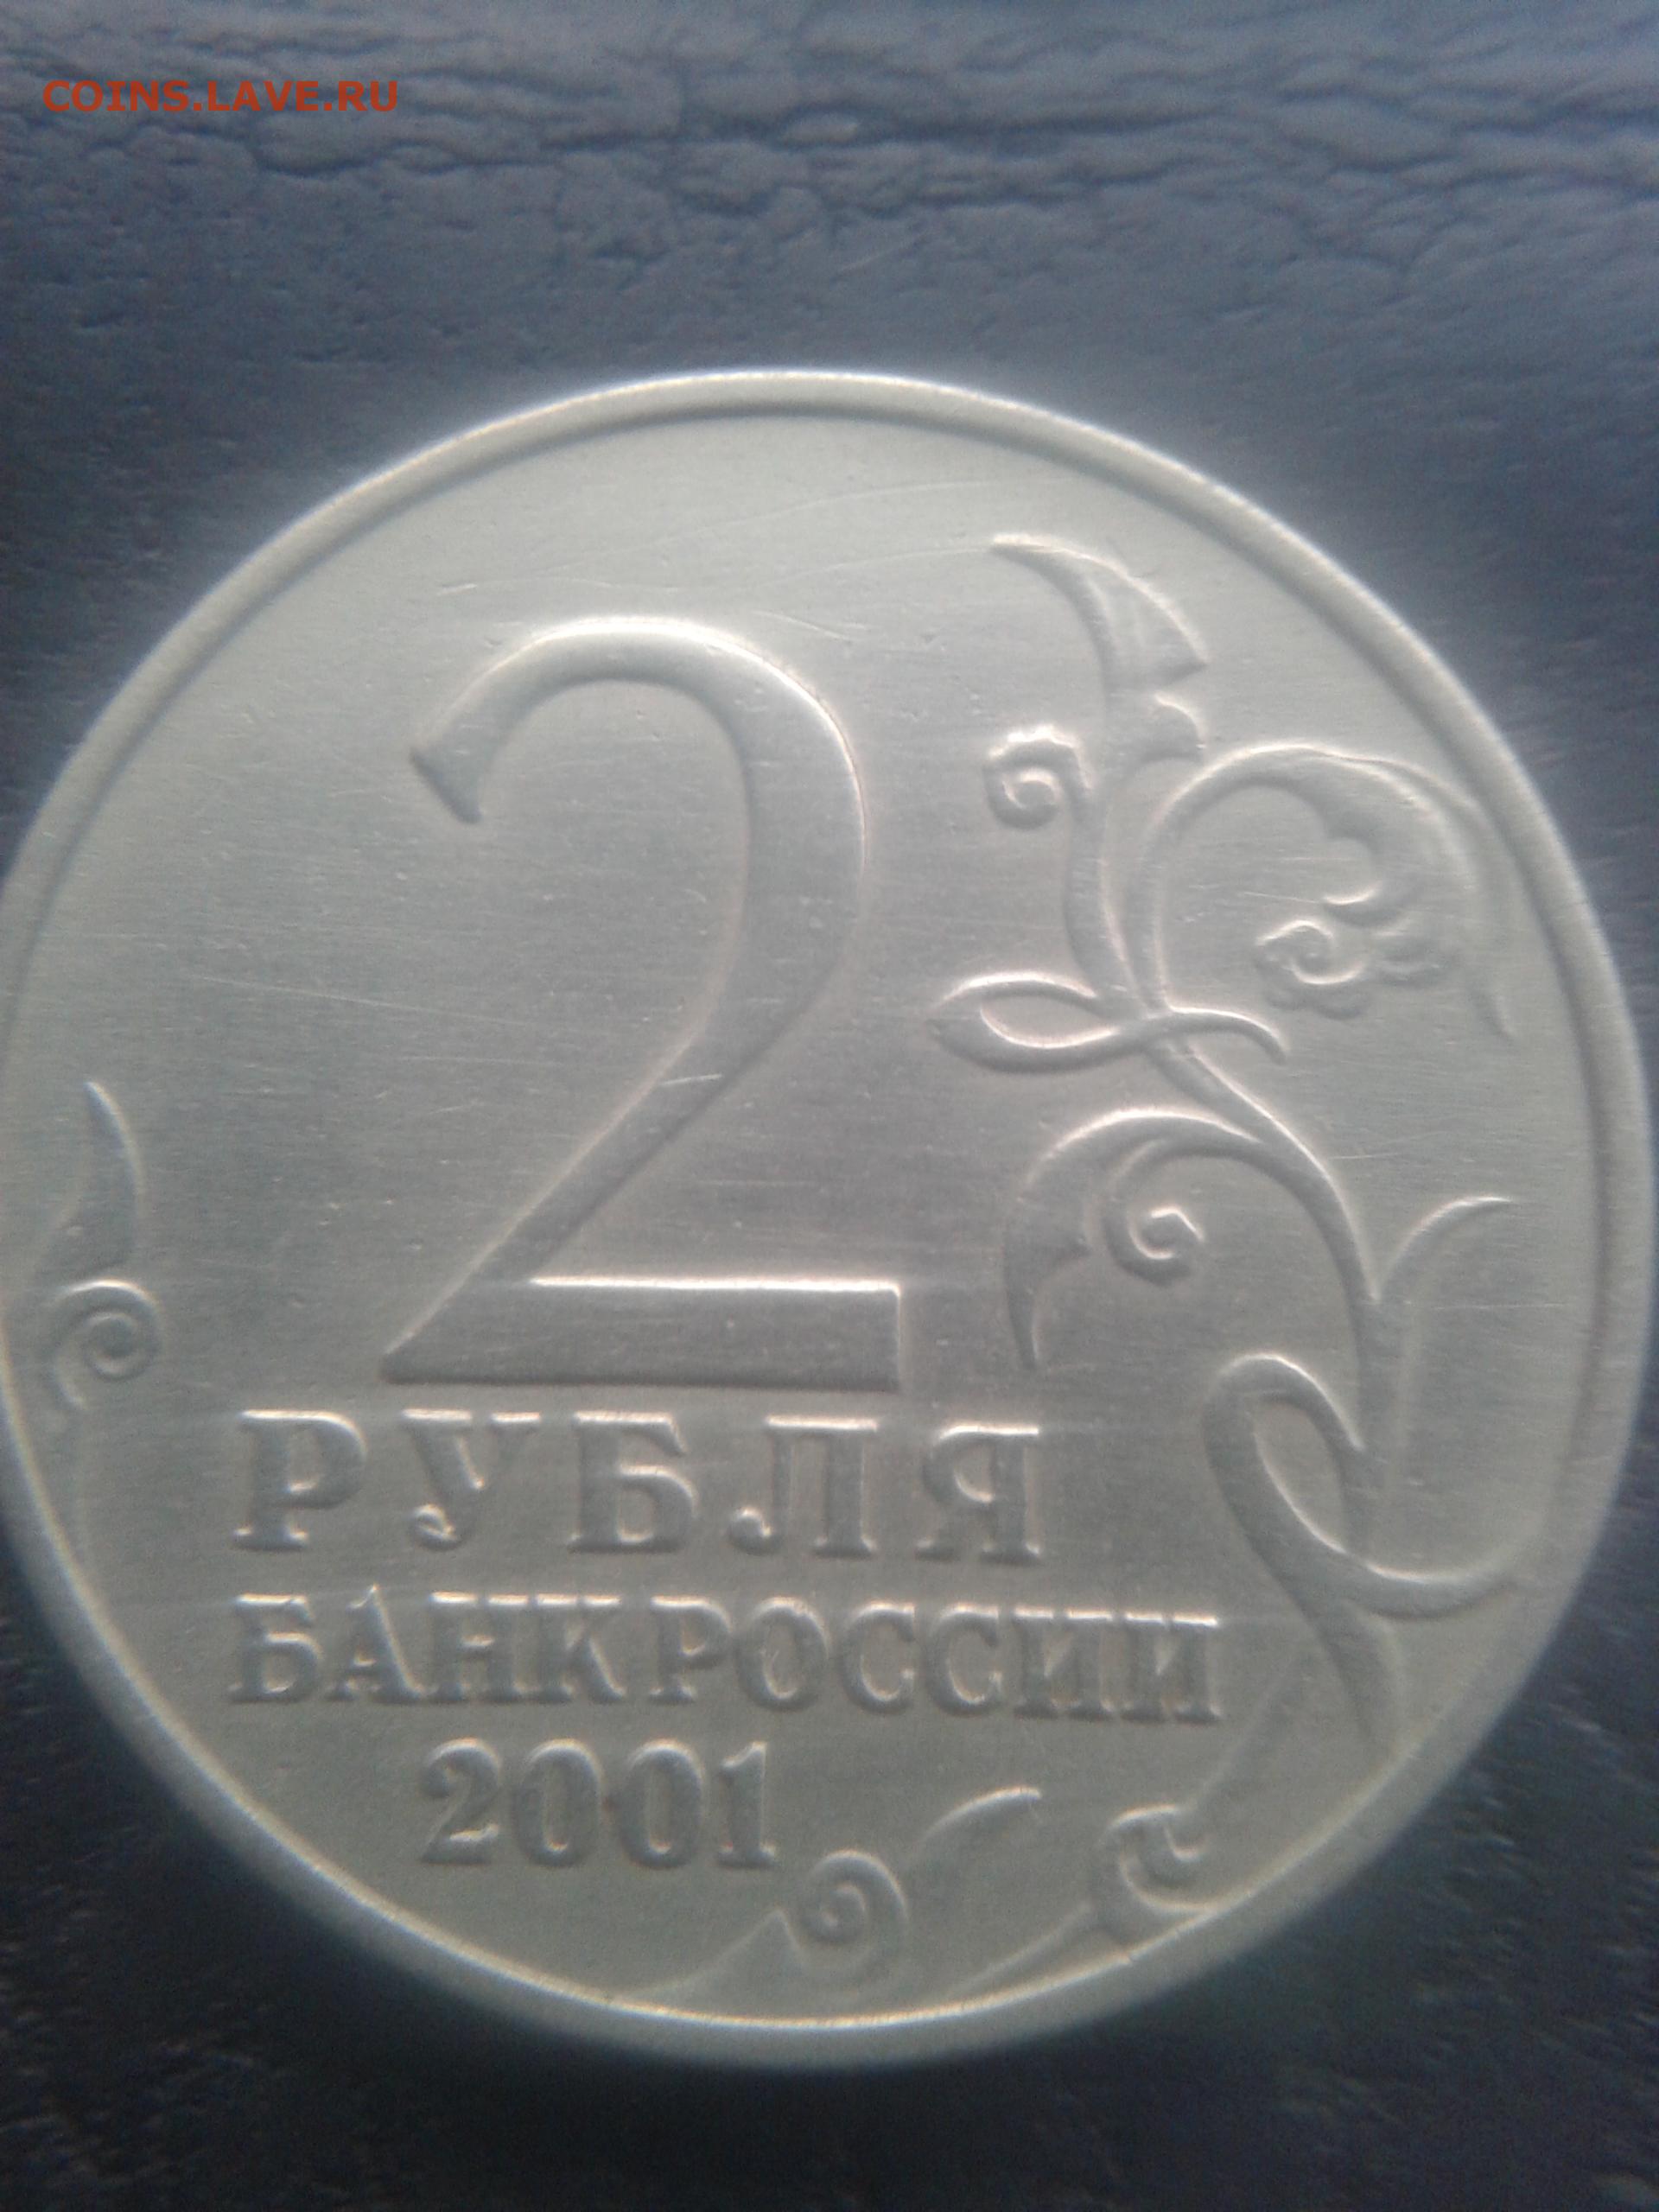 COINS.LAVE.RU
2
РУБЛЯ
БАНК РОССИИ
2001